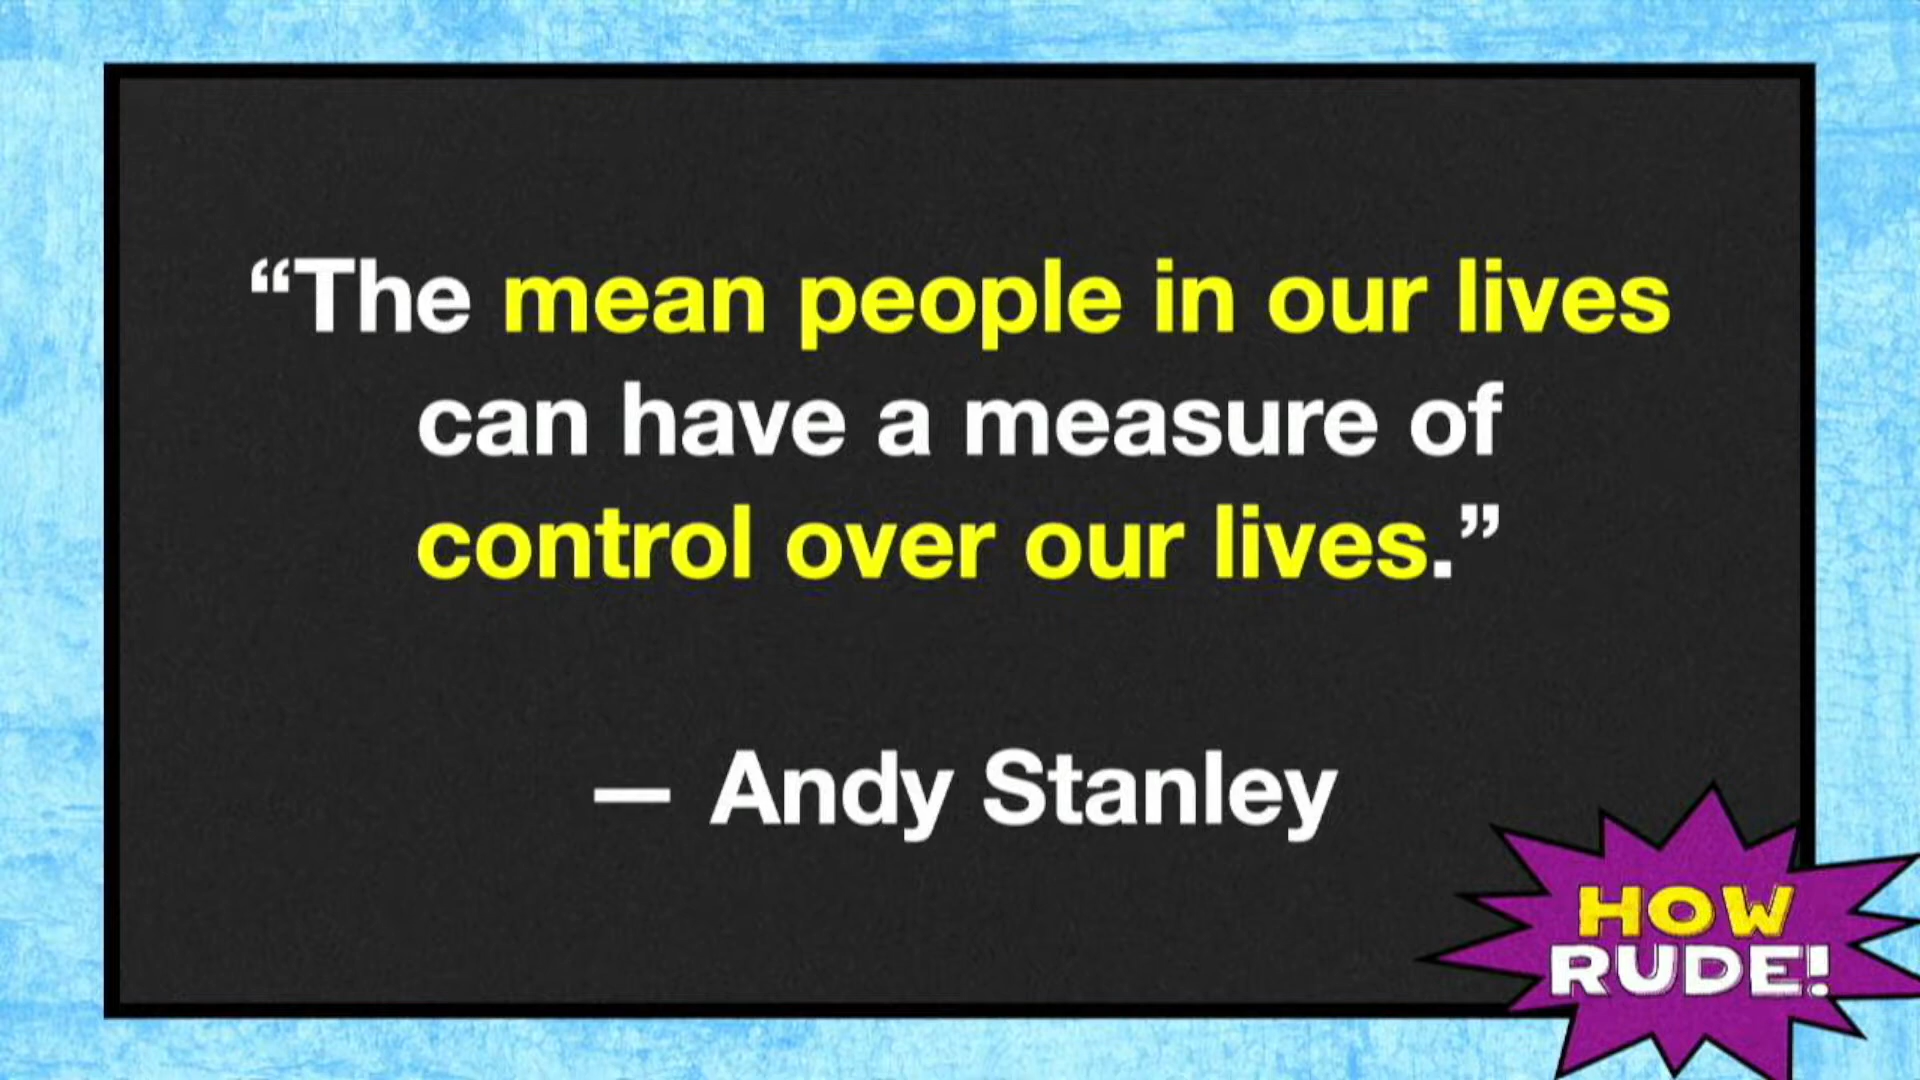 “The mean people in our lives
can have a measure of
control over our lives.”
— Andy Stanley
HOW
RUDE!